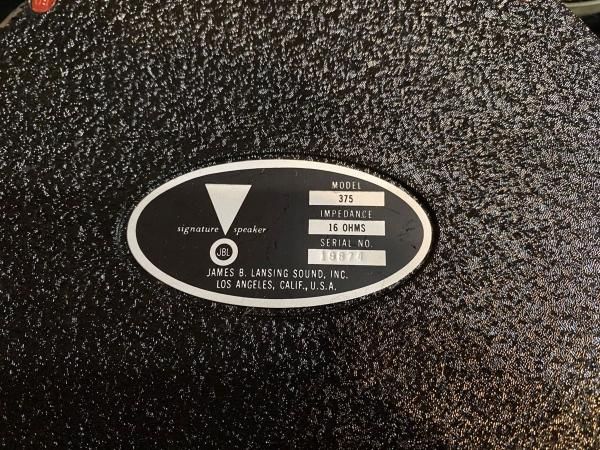 signature speaker
JBL
MODEL
375
IMPEDANCE
16 OHMS
SERIAL NO.
JAMES B. LANSING SOUND, INC.
LOS ANGELES, CALIF., U.S.A.